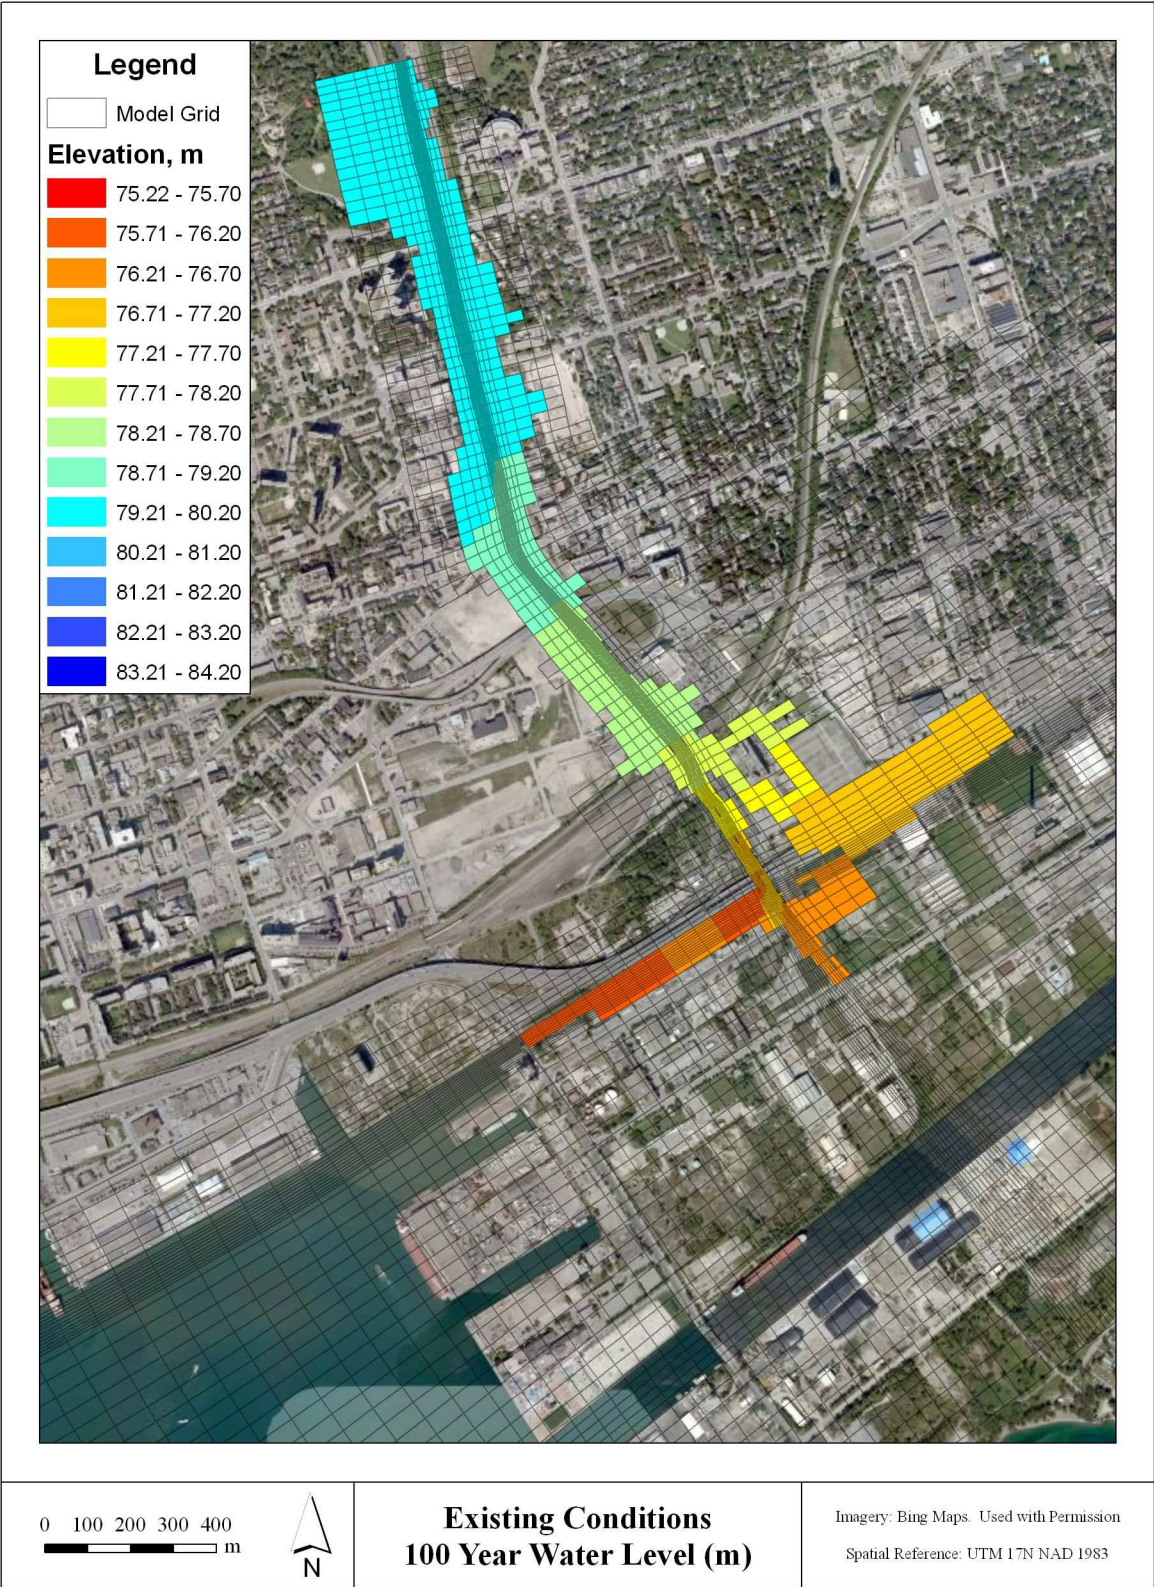 Legend
Model Grid
Elevation, m
75.22 - 75.70
75.71 - 76.20
76.21 - 76.70
76.71 - 77.20
77.21 - 77.70
77.71 - 78.20
78.21 - 78.70
78.71 - 79.20
79.21 - 80.20
80.21 - 81.20
81.21 - 82.20
82.21 - 83.20
83.21 - 84.20
0 100 200 300 400
m
N
Existing Conditions
100 Year Water Level (m)
Imagery: Bing Maps. Used with Permission
Spatial Reference: UTM 17N NAD 1983